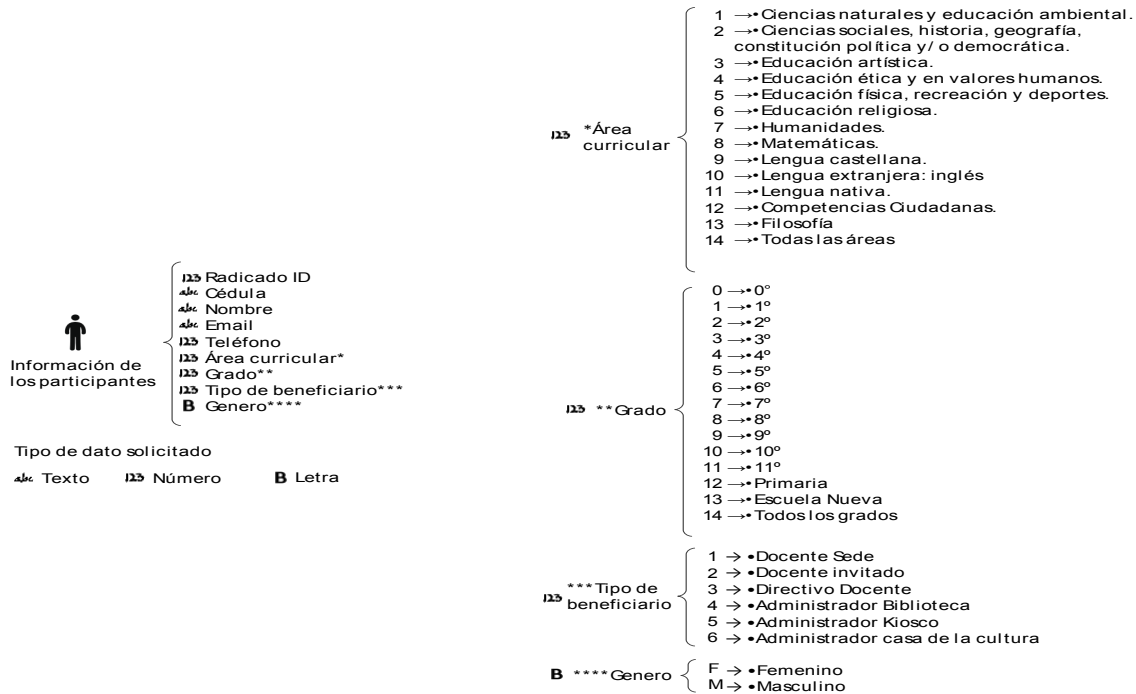 Información de
los participantes
123 Radicado ID
abc Cédula
abc Nombre
abc Email
123 Teléfono
123 Área curricular*
123 Grado**
123 Tipo de beneficiario***
B Genero****
Tipo de dato solicitado
abc Texto 123 Número B Letra
123 *Área
curricular
1 →• Ciencias naturales y educación ambiental.
2 →• Ciencias sociales, historia, geografía,
constitución política y/ o democrática.
3 →• Educación artística.
4 →• Educación ética y en valores humanos.
5 →• Educación física, recreación y deportes.
6 →• Educación religiosa.
7 →• Humanidades.
8 →• Matemáticas.
9 →• Lengua castellana.
10 →• Lengua extranjera: inglés
11 →• Lengua nativa.
12 →• Competencias Ciudadanas.
13 →• Filosofía
14 →• Todas las áreas
123 **Grado
0 →• 0°
1 →• 1º
2 →• 2º
3 →• 3º
4 →• 4º
5 →• 5º
6 →• 6º
7 →• 7º
8 →• 8º
9 →• 9º
10 →• 10º
11 →• 11º
12 →• Primaria
13 →• Escuela Nueva
14 →• Todos los grados
123 ***Tipo de
beneficiario
1 → • Docente Sede
2 → • Docente invitado
3 → • Directivo Docente
4 → • Administrador Biblioteca
5 → • Administrador Kiosco
6 → • Administrador casa de la cultura
B ****Genero
F → • Femenino
M → • Masculino